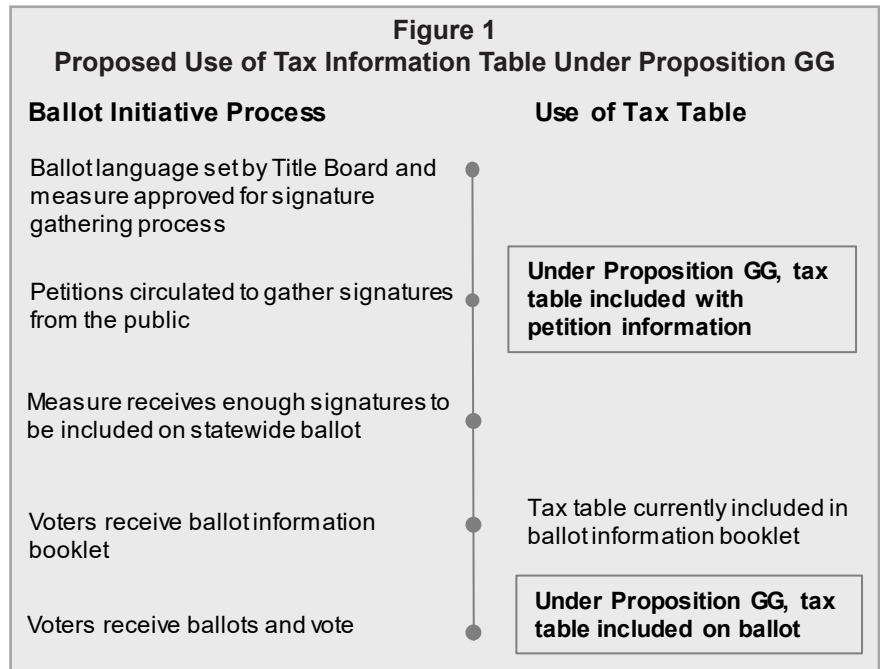 Figure 1
Proposed Use of Tax Information Table Under Proposition GG
Ballot Initiative Process
Use of Tax Table
Ballot language set by Title Board and
measure approved for signature
gathering process
Under Proposition GG, tax
table included with
petition information
Petitions circulated to gather signatures
from the public
Measure receives enough signatures to
be included on statewide ballot
Voters receive ballot information
booklet
Tax table currently included in
ballot information booklet
Voters receive ballots and vote
Under Proposition GG, tax
table included on ballot